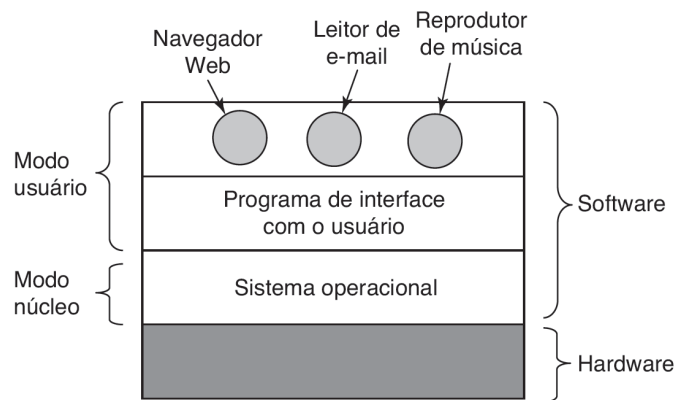 Navegador
Web
Leitor de
e-mail
Reprodutor
de música
Modo
usuário
Programa de interface
com o usuário
Software
Modo
núcleo
Sistema operacional
Hardware